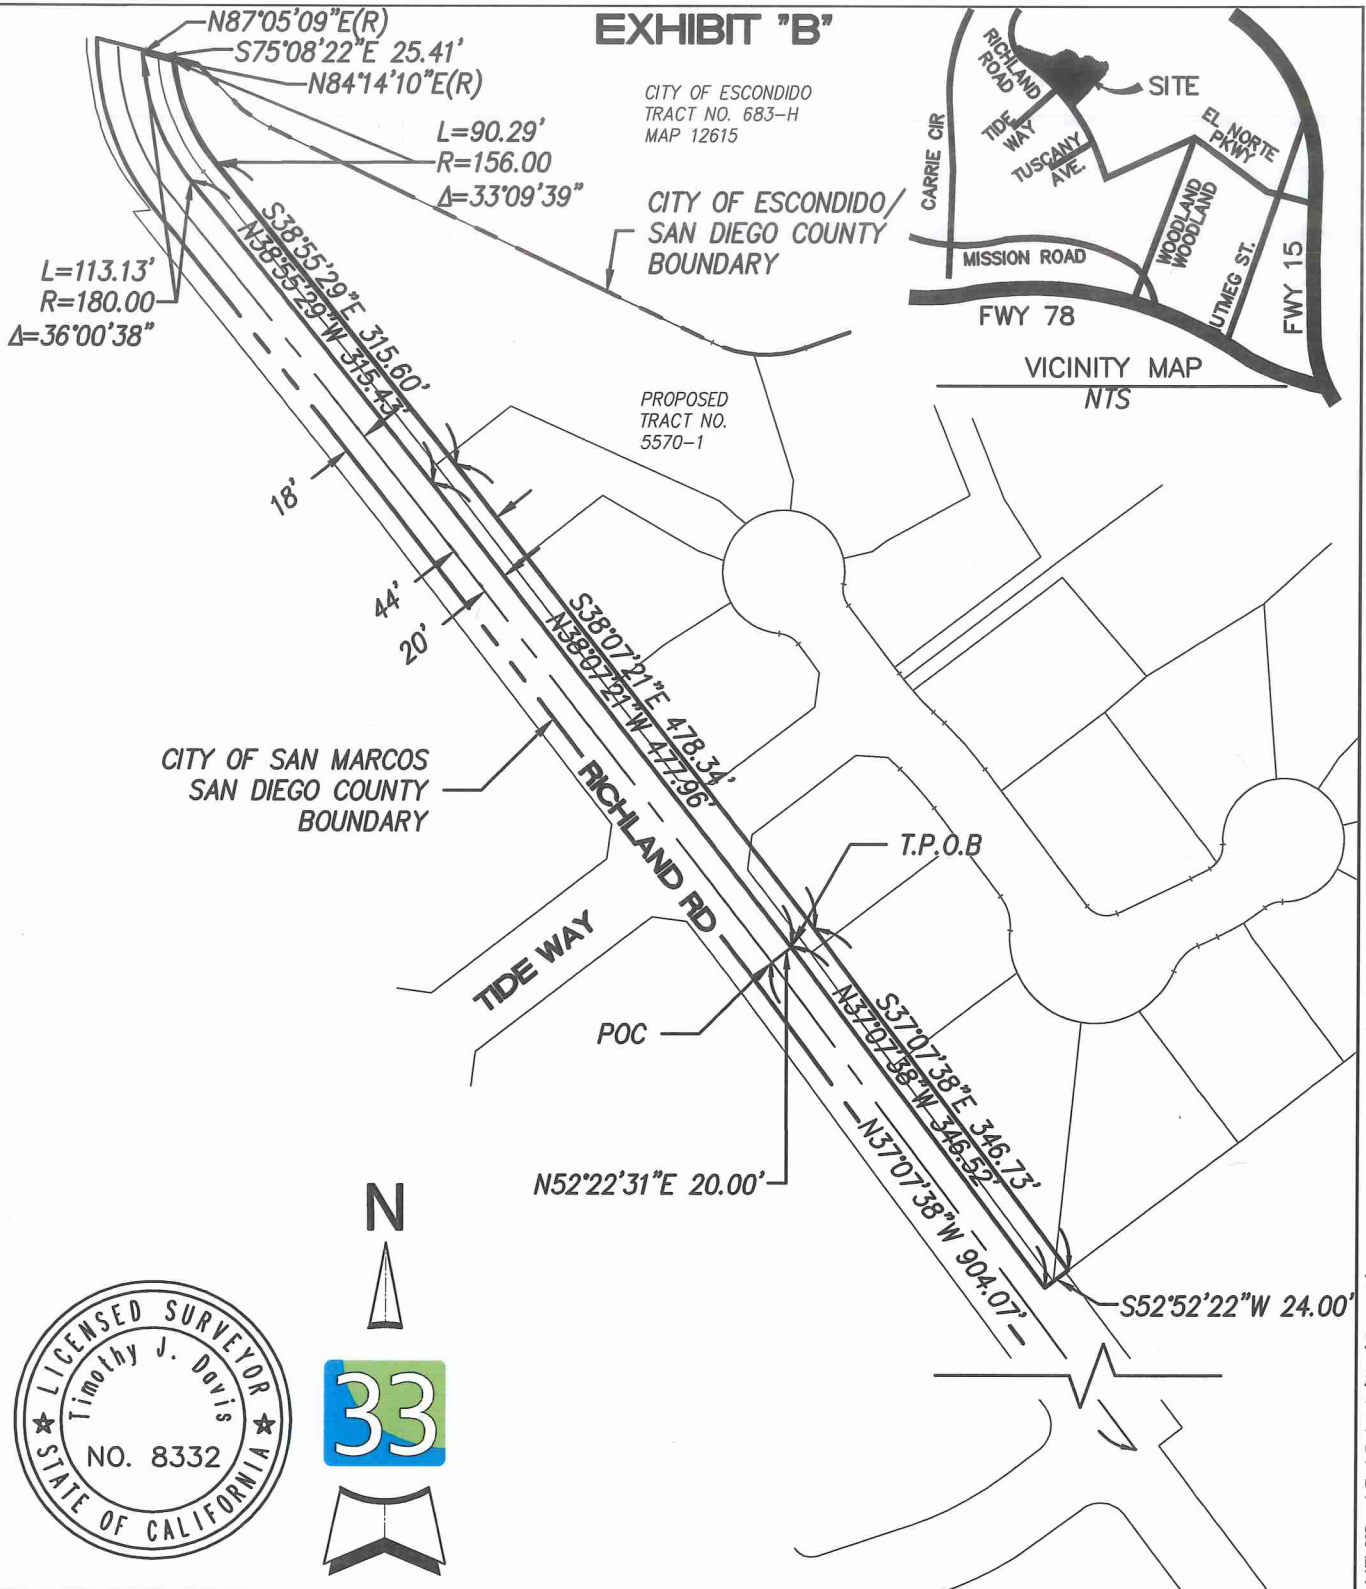 EXHIBIT "B"
N87°05'09"E(R)
S75°08'22"E 25.41'
N84°14'10"E(R)
CITY OF ESCONDIDO
TRACT NO. 683-H
MAP 12615
L=90.29'
R=156.00
Δ=33°09'39"
CITY OF ESCONDIDO/
SAN DIEGO COUNTY
BOUNDARY
L=113.13'
R=180.00
Δ=36°00'38"
RICHLAND
ROAD
SITE
TIDE
WAY
TUSCANY
AVE.
EL NORTE
PKWY
CARRIE CIR
WOODLAND
WOODLAND
MISSION ROAD
UTMEG ST.
FWY 15
FWY 78
VICINITY MAP
NTS
S38°55'29"E 315.60'
N38°55'29"W 315.43'
PROPOSED
TRACT NO.
5570-1
18'
44'
20'
S38°07'21"E 478.34'
N38°07'21"W 477.96'
CITY OF SAN MARCOS
SAN DIEGO COUNTY
BOUNDARY
RICHLAND RD
T.P.O.B
TIDE WAY
POC
S37°07'38"E 346.73'
N37°07'38"W 346.52'
N52°22'31"E 20.00'
N37°07'38"W 904.07'
S52°52'22"W 24.00'
N
LICENSED SURVEYOR
Timothy J. Davis
NO. 8332
STATE OF CALIFORNIA
33